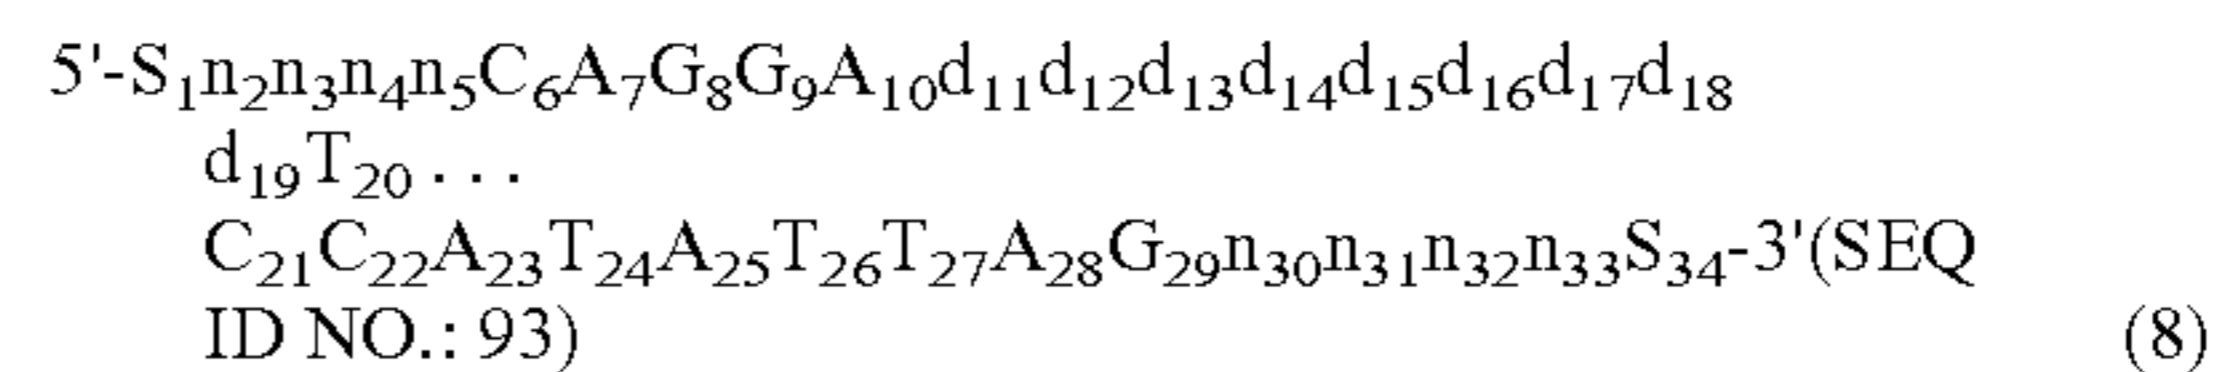 5'-S₁n₂n₃n₄n₅C₆A₇G₈G₉A₁₀d₁₁d₁₂d₁₃d₁₄d₁₅d₁₆d₁₇d₁₈
d₁₉T₂₀ . . .
C₂₁C₂₂A₂₃T₂₄A₂₅T₂₆T₂₇A₂₈G₂₉n₃₀n₃₁n₃₂n₃₃S₃₄-3'(SEQ
ID NO.: 93) (8)